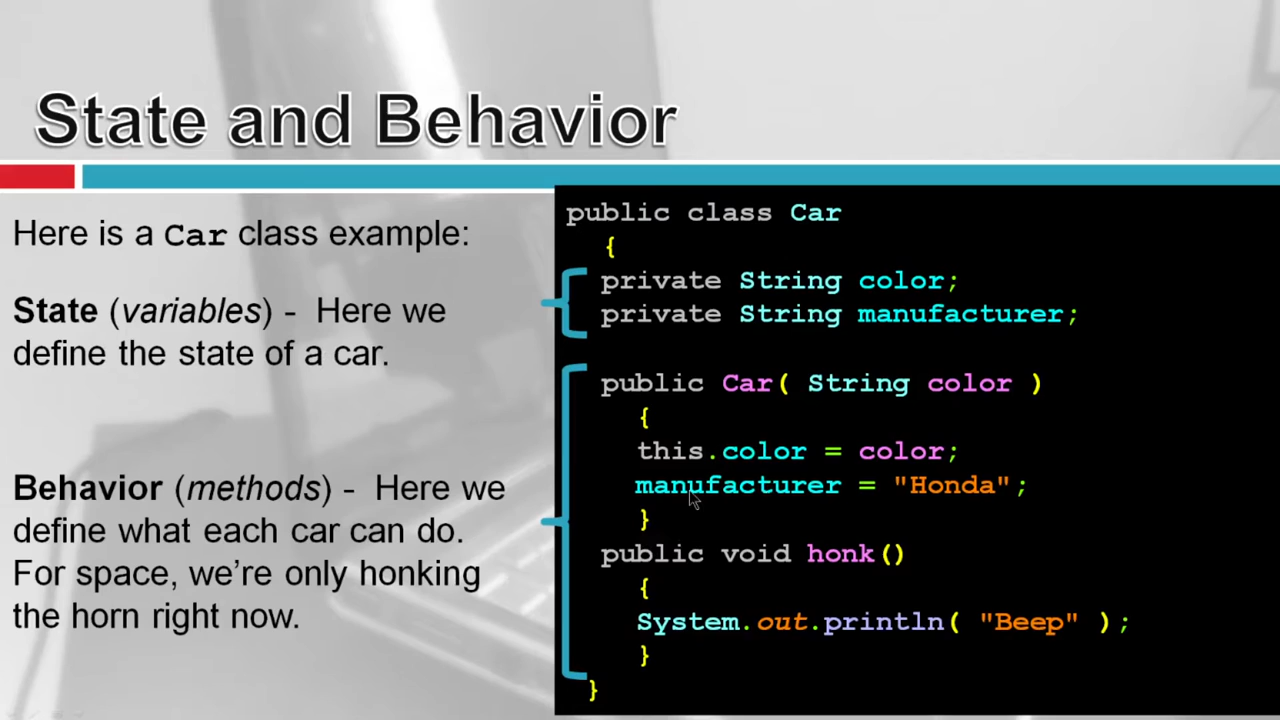 State and Behavior
Here is a Car class example:
State (variables) - Here we
define the state of a car.
Behavior (methods) - Here we
define what each car can do.
For space, we’re only honking
the horn right now.
public class Car
{
private String color;
private String manufacturer;
public Car( String color )
{
this.color = color;
manufacturer = "Honda";
}
public void honk()
{
System.out.println( "Beep" );
}
}